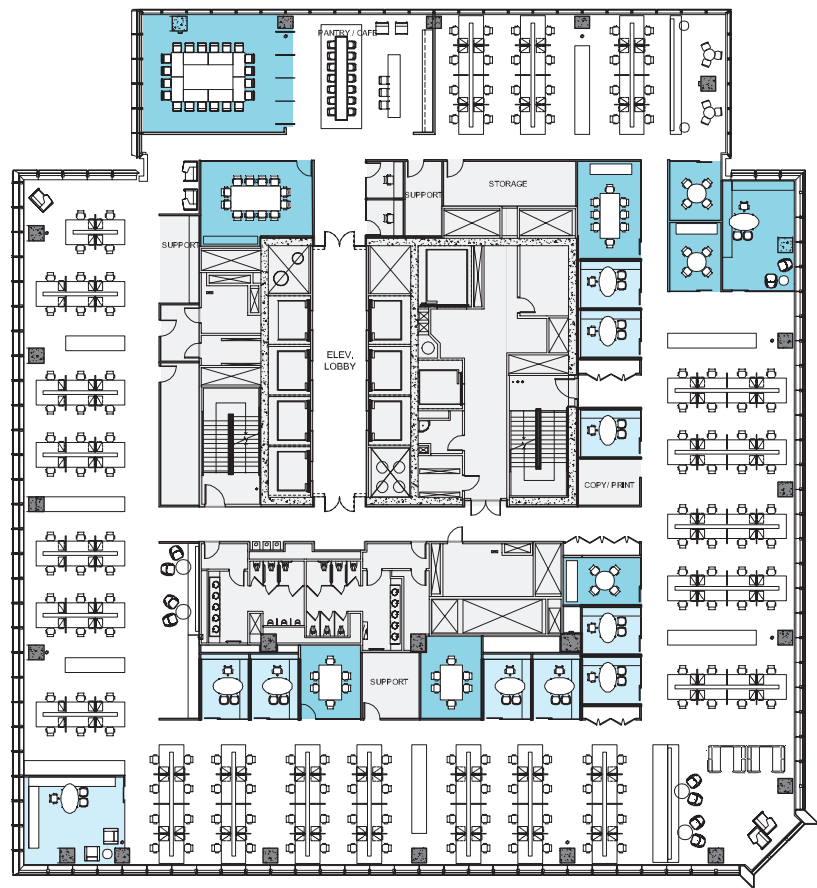 PANTRY / CAFE
STORAGE
SUPPORT
SUPPORT
ELEV.
LOBBY
COPY/ PRINT
SUPPORT